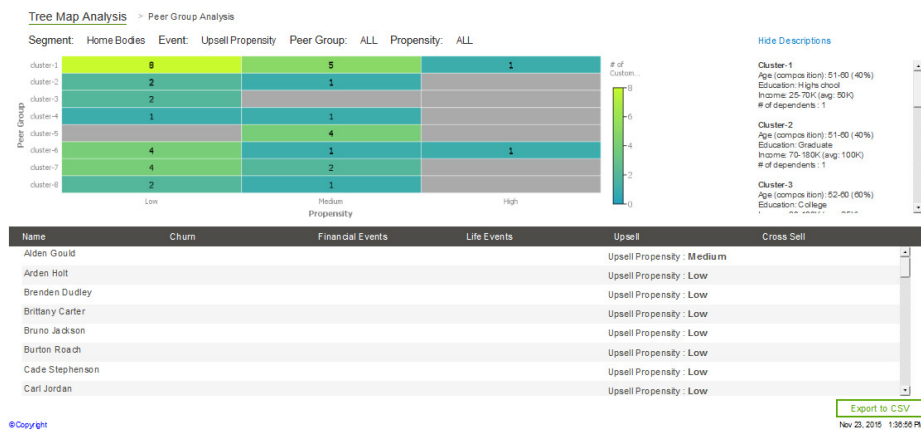 Tree Map Analysis > Peer Group Analysis
Segment: Home Bodies Event: Upsell Propensity Peer Group: ALL Propensity: ALL
Hide Descriptions
Peer Group
cluster-1 8 5 1
cluster-2 2 1
cluster-3 2
cluster-4 1 1
cluster-5 4
cluster-6 4 1 1
cluster-7 4 2
cluster-8 2 1
Low Medium High
Propensity
# of
Custom...
8
6
4
2
0
Cluster-1
Age (composition): 51-60 (40%)
Education: Highschool
Income: 25-70K (avg: 50K)
# of dependents : 1
Cluster-2
Age (composition): 51-60 (40%)
Education: Graduate
Income: 70-180K (avg: 100K)
# of dependents : 1
Cluster-3
Age (composition): 52-60 (60%)
Education: College
Name Churn Financial Events Life Events Upsell Cross Sell
Alden Gould Upsell Propensity : Medium
Arden Holt Upsell Propensity : Low
Brenden Dudley Upsell Propensity : Low
Brittany Carter Upsell Propensity : Low
Bruno Jackson Upsell Propensity : Low
Burton Roach Upsell Propensity : Low
Cade Stephenson Upsell Propensity : Low
Carl Jordan Upsell Propensity : Low
Export to CSV
©Copyright
Nov 23, 2015 1:36:56 PM